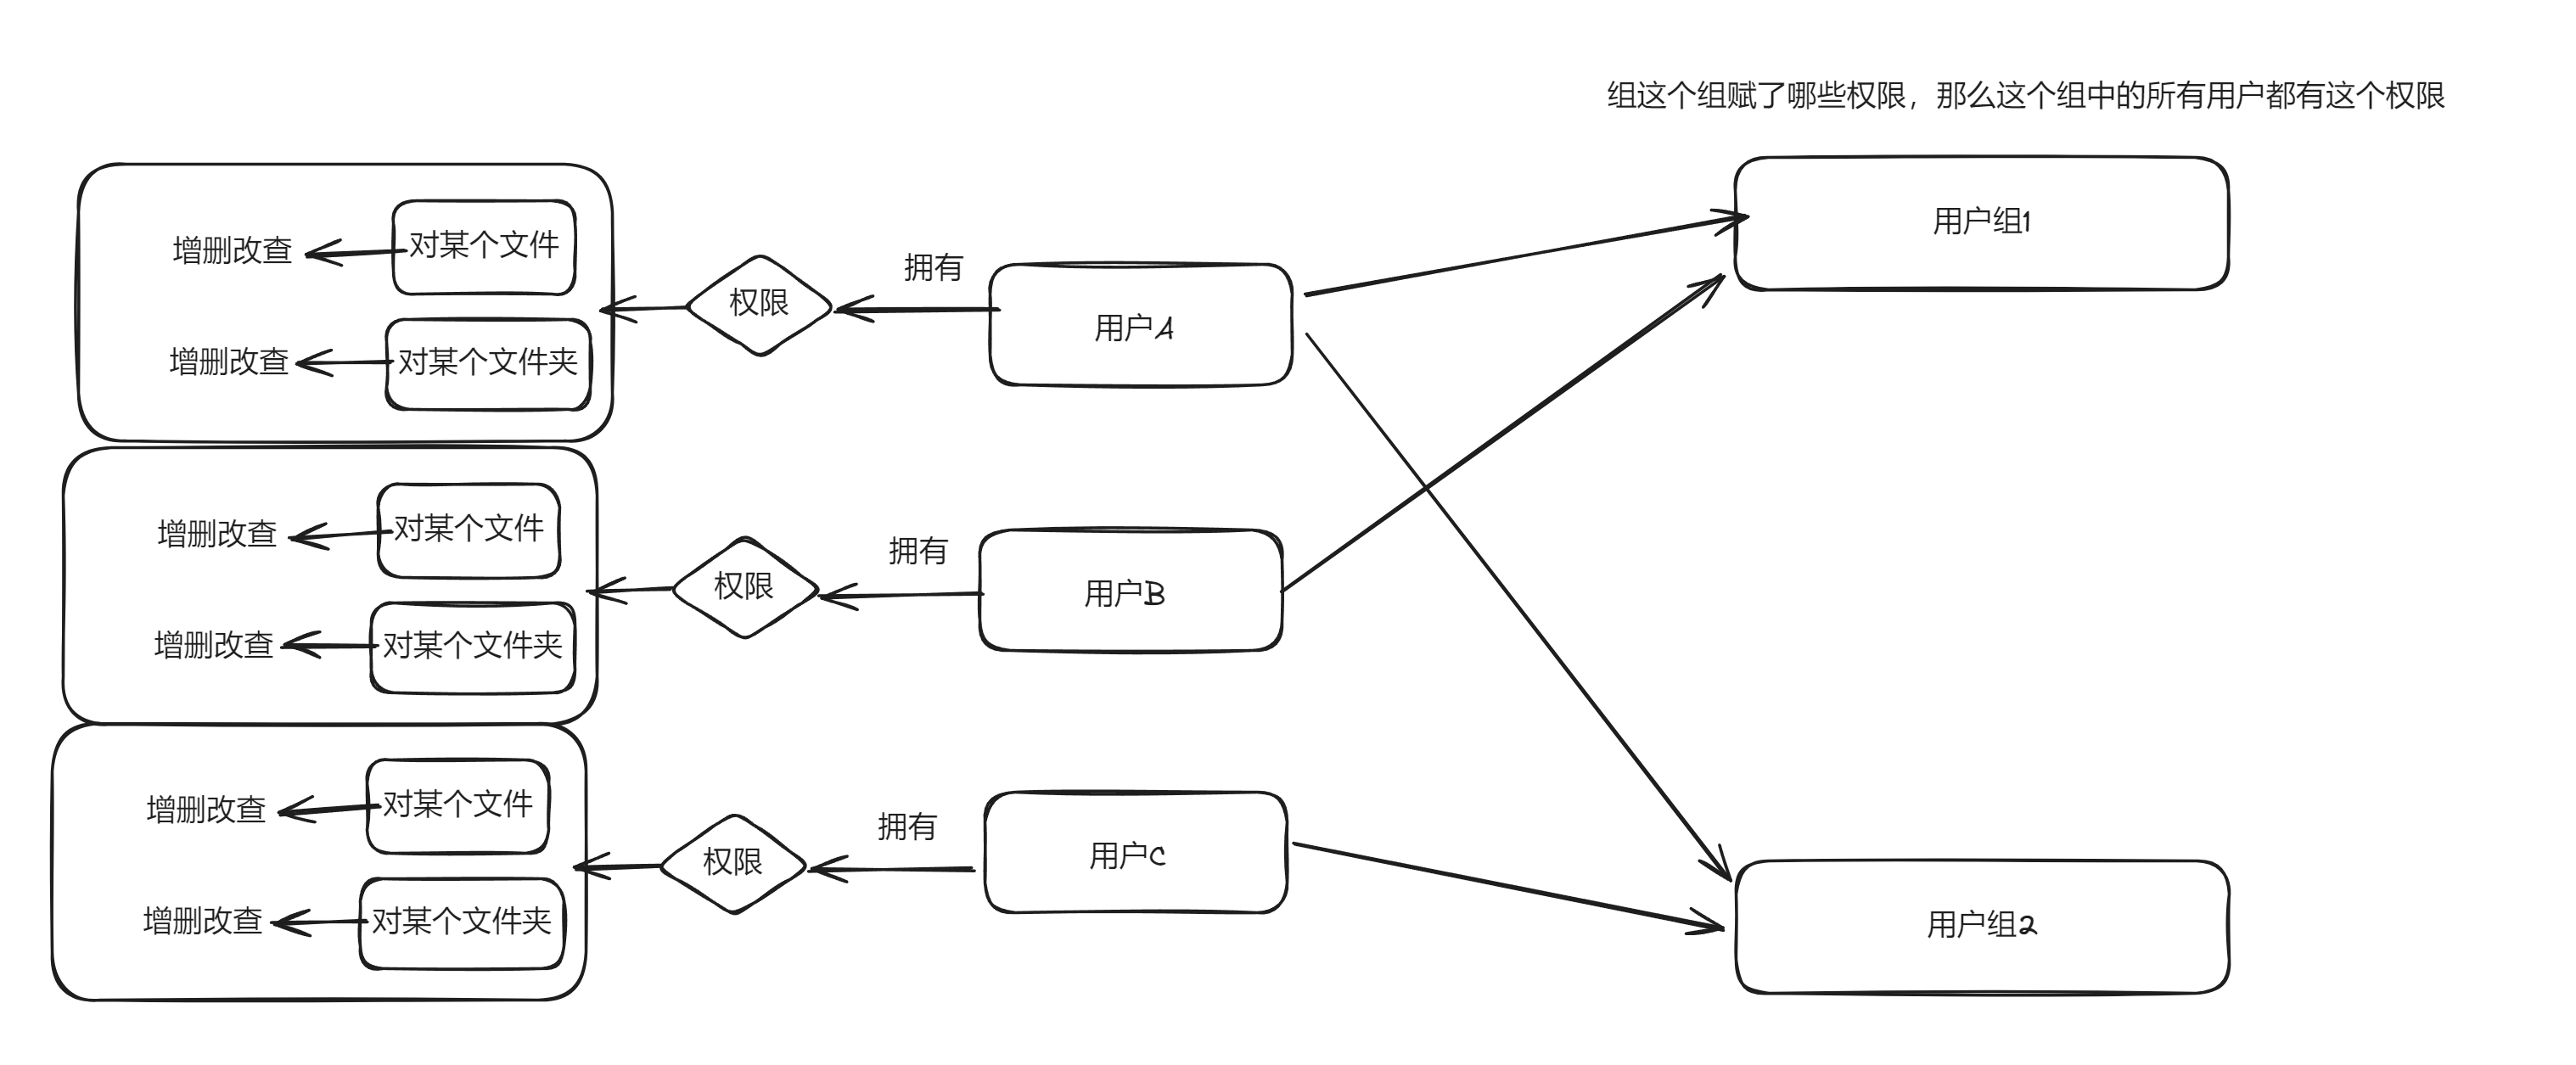 组这个组赋了哪些权限，那么这个组中的所有用户都有这个权限
增删改查
对某个文件
增删改查
对某个文件夹
权限
拥有
用户A
用户组1
增删改查
对某个文件
增删改查
对某个文件夹
权限
拥有
用户B
增删改查
对某个文件
增删改查
对某个文件夹
权限
拥有
用户C
用户组2